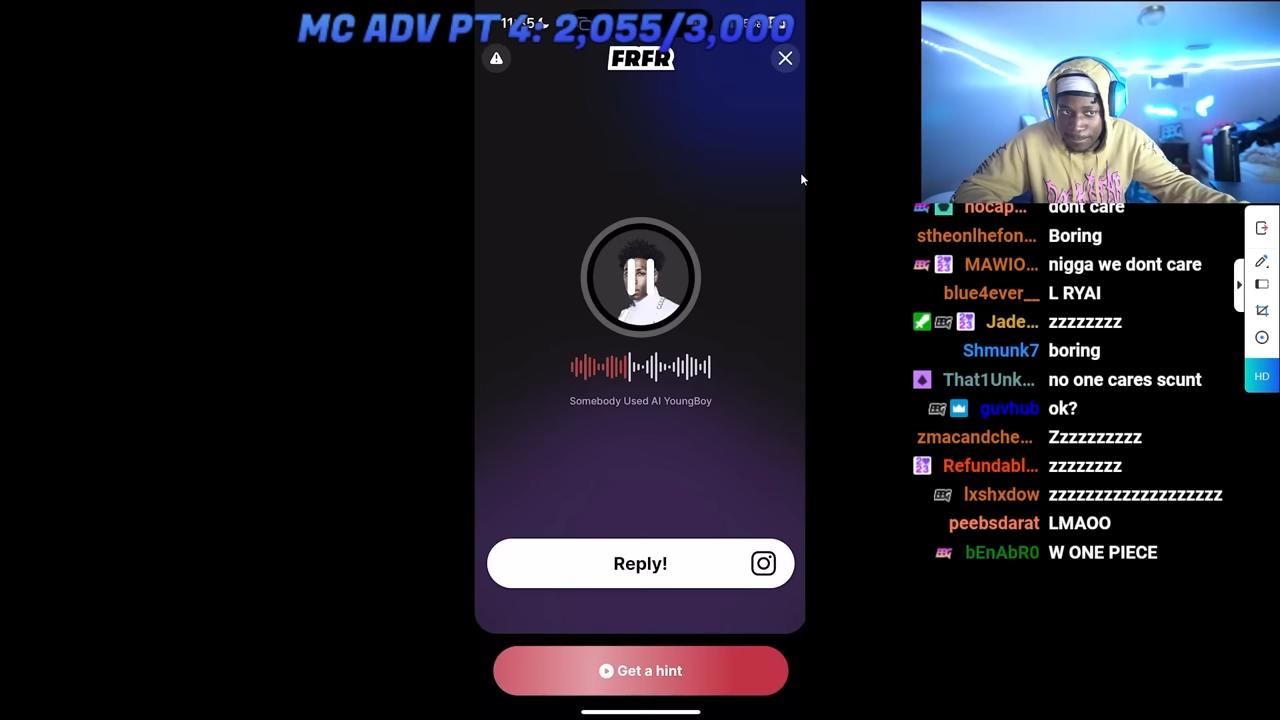 MC ADV PT 4: 2,055/3,000
FRFR
Somebody Used AI YoungBoy
Reply!
Get a hint
nocap... dont care
stheonlhefon... Boring
MAWIO... nigga we dont care
blue4ever__ L RYAI
Jade... zzzzzzzz
Shmunk7 boring
That1Unk... no one cares scunt
guvhub ok?
zmacandche... Zzzzzzzzzz
Refundabl... zzzzzzzz
lxshxdow zzzzzzzzzzzzzzzzzzz
peebsdarat LMAOO
bEnAbR0 W ONE PIECE
HD